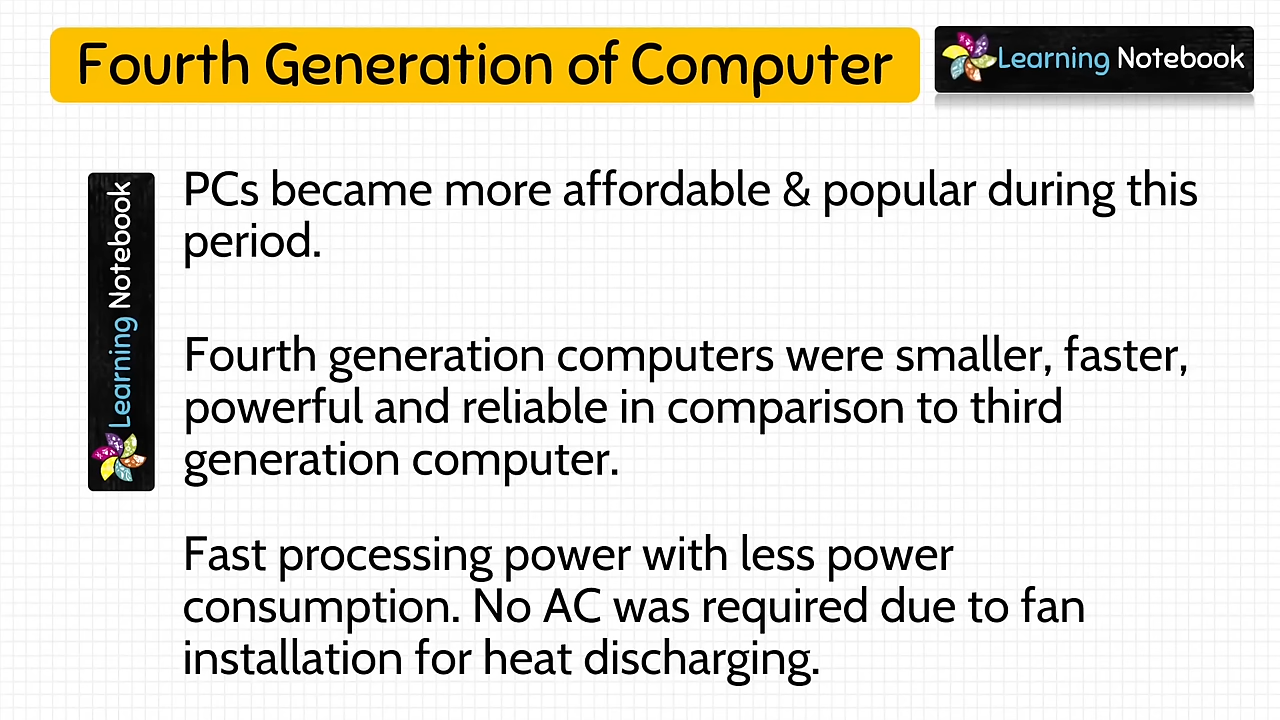 Fourth Generation of Computer
Learning Notebook
Learning Notebook
PCs became more affordable & popular during this
period.
Fourth generation computers were smaller, faster,
powerful and reliable in comparison to third
generation computer.
Fast processing power with less power
consumption. No AC was required due to fan
installation for heat discharging.